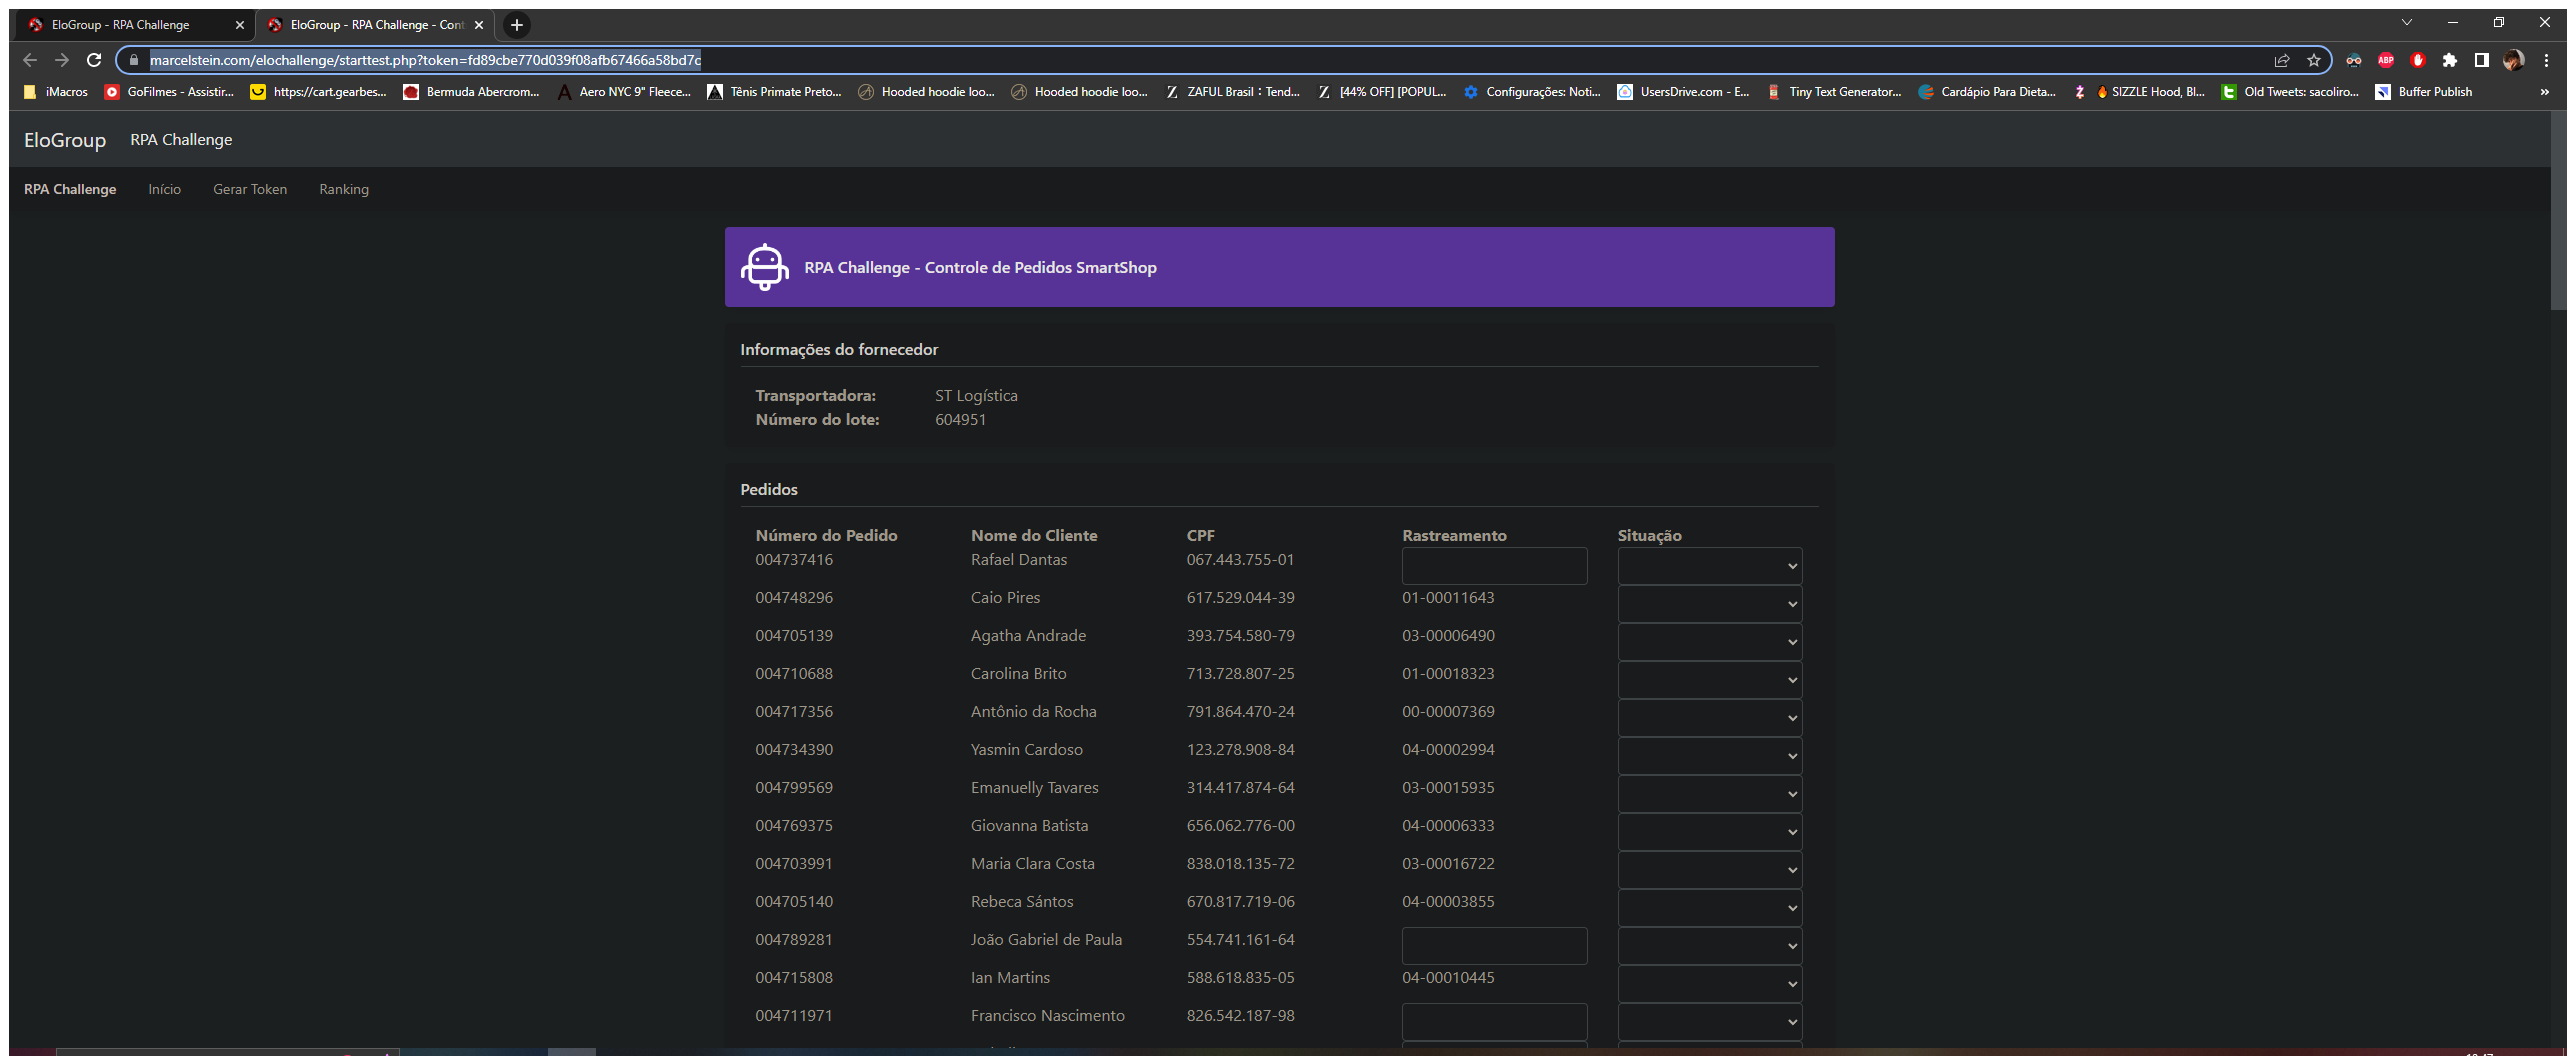 EloGroup - RPA Challenge
EloGroup - RPA Challenge - Cont
marcelstein.com/elochallenge/starttest.php?token=fd89cbe770d039f08afb67466a58bd7c
iMacros GoFilmes - Assistir... https://cart.gearbes... Bermuda Abercrom... Aero NYC 9" Fleece... Tênis Primate Preto... Hooded hoodie loo... Hooded hoodie loo... ZAFUL Brasil : Tend... [44% OFF] [POPUL... Configurações: Noti... UsersDrive.com - E... Tiny Text Generator... Cardápio Para Dieta... SIZZLE Hood, Bl... Old Tweets: sacoliro... Buffer Publish
EloGroup RPA Challenge
RPA Challenge Início Gerar Token Ranking
RPA Challenge - Controle de Pedidos SmartShop
Informações do fornecedor
Transportadora: ST Logística
Número do lote: 604951
Pedidos
Número do Pedido Nome do Cliente CPF Rastreamento Situação
004737416 Rafael Dantas 067.443.755-01
004748296 Caio Pires 617.529.044-39 01-00011643
004705139 Agatha Andrade 393.754.580-79 03-00006490
004710688 Carolina Brito 713.728.807-25 01-00018323
004717356 Antônio da Rocha 791.864.470-24 00-00007369
004734390 Yasmin Cardoso 123.278.908-84 04-00002994
004799569 Emanuelly Tavares 314.417.874-64 03-00015935
004769375 Giovanna Batista 656.062.776-00 04-00006333
004703991 Maria Clara Costa 838.018.135-72 03-00016722
004705140 Rebeca Sántos 670.817.719-06 04-00003855
004789281 João Gabriel de Paula 554.741.161-64
004715808 Ian Martins 588.618.835-05 04-00010445
004711971 Francisco Nascimento 826.542.187-98